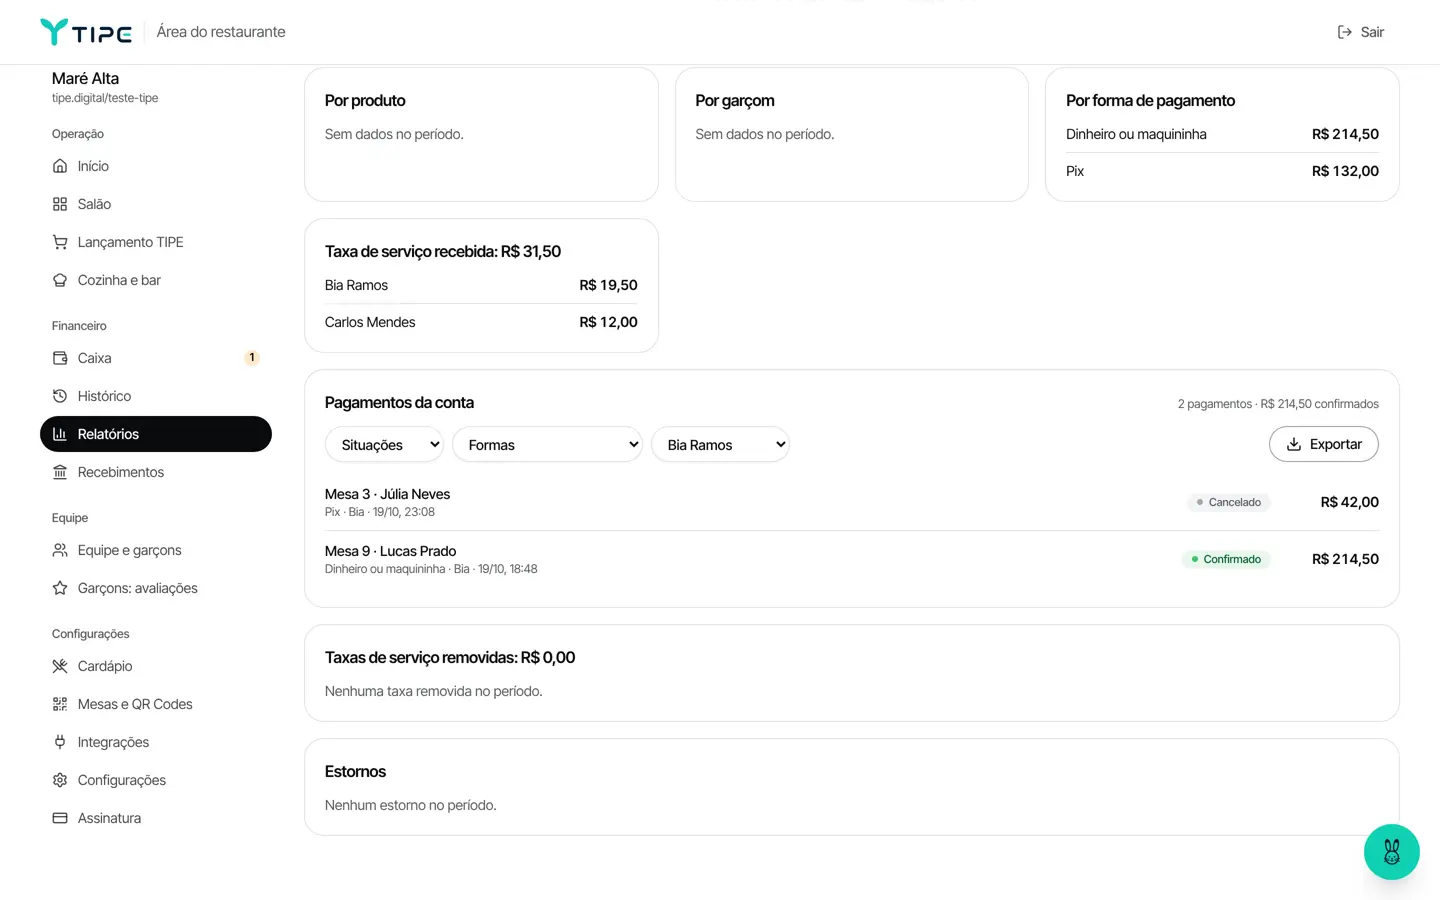 TIPE
Área do restaurante
Sair
Maré Alta
tipe.digital/teste-tipe
Operação
Início
Salão
Lançamento TIPE
Cozinha e bar
Financeiro
Caixa 1
Histórico
Relatórios
Recebimentos
Equipe
Equipe e garçons
Garçons: avaliações
Configurações
Cardápio
Mesas e QR Codes
Integrações
Configurações
Assinatura
Por produto
Sem dados no período.
Por garçom
Sem dados no período.
Por forma de pagamento
Dinheiro ou maquininha R$ 214,50
Pix R$ 132,00
Taxa de serviço recebida: R$ 31,50
Bia Ramos R$ 19,50
Carlos Mendes R$ 12,00
Pagamentos da conta
2 pagamentos · R$ 214,50 confirmados
Situações Formas Bia Ramos Exportar
Mesa 3 · Júlia Neves
Pix · Bia · 19/10, 23:08
Cancelado R$ 42,00
Mesa 9 · Lucas Prado
Dinheiro ou maquininha · Bia · 19/10, 18:48
Confirmado R$ 214,50
Taxas de serviço removidas: R$ 0,00
Nenhuma taxa removida no período.
Estornos
Nenhum estorno no período.